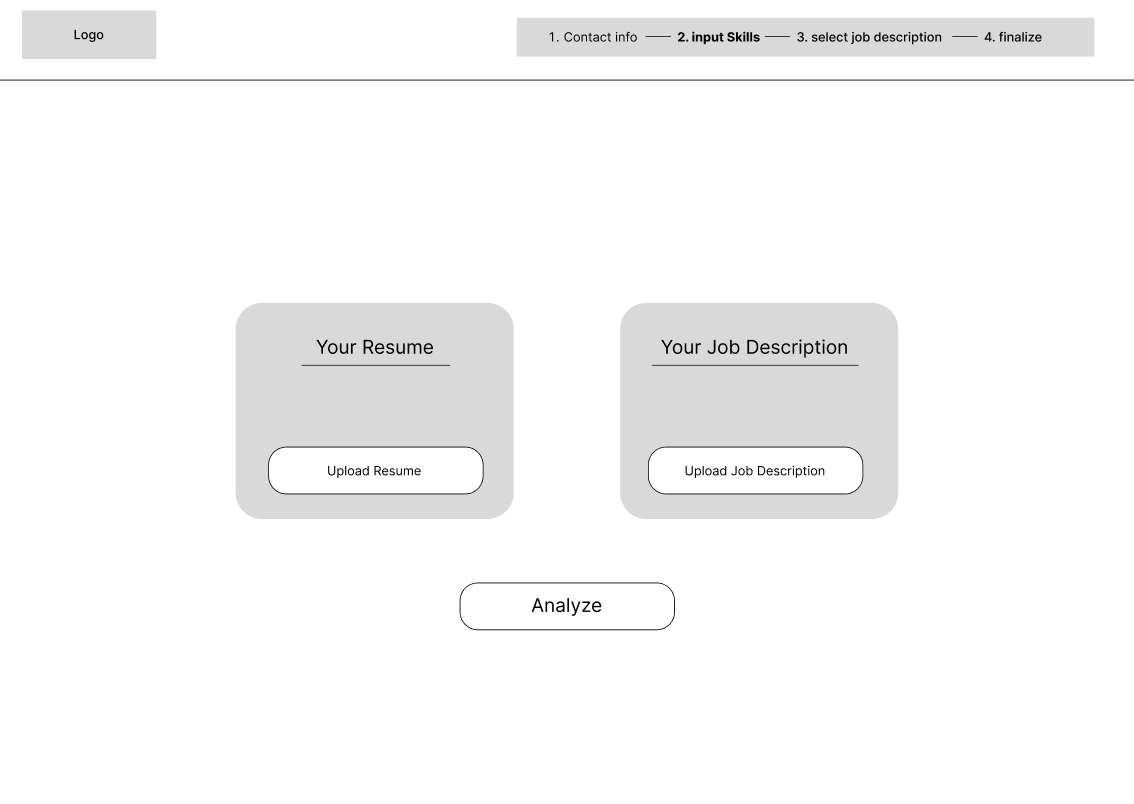 Logo
1. Contact info 2. input Skills 3. select job description 4. finalize
Your Resume
Your Job Description
Upload Resume
Upload Job Description
Analyze